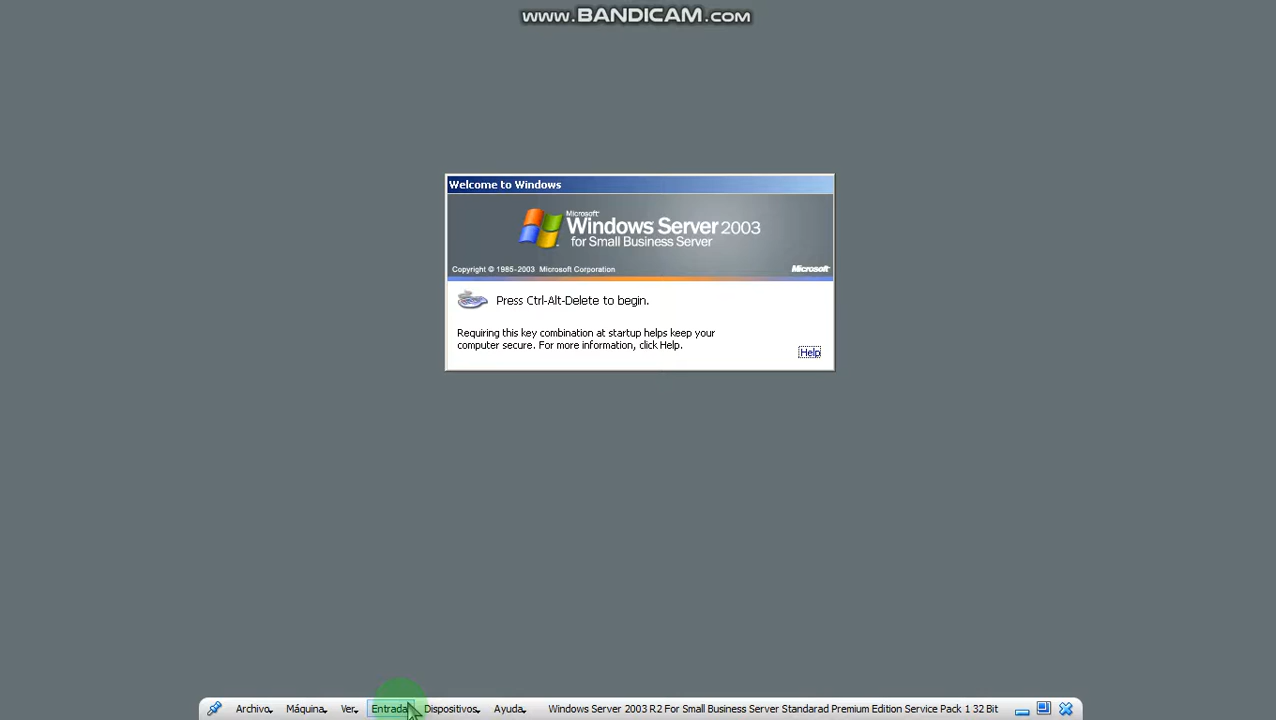 www.BANDICAM.com
Welcome to Windows
Microsoft
Windows Server 2003
for Small Business Server
Copyright © 1985-2003 Microsoft Corporation Microsoft
Press Ctrl-Alt-Delete to begin.
Requiring this key combination at startup helps keep your
computer secure. For more information, click Help.
Help
Archivo Máquina Ver Entrada Dispositivos Ayuda Windows Server 2003 R2 For Small Business Server Standarad Premium Edition Service Pack 1 32 Bit